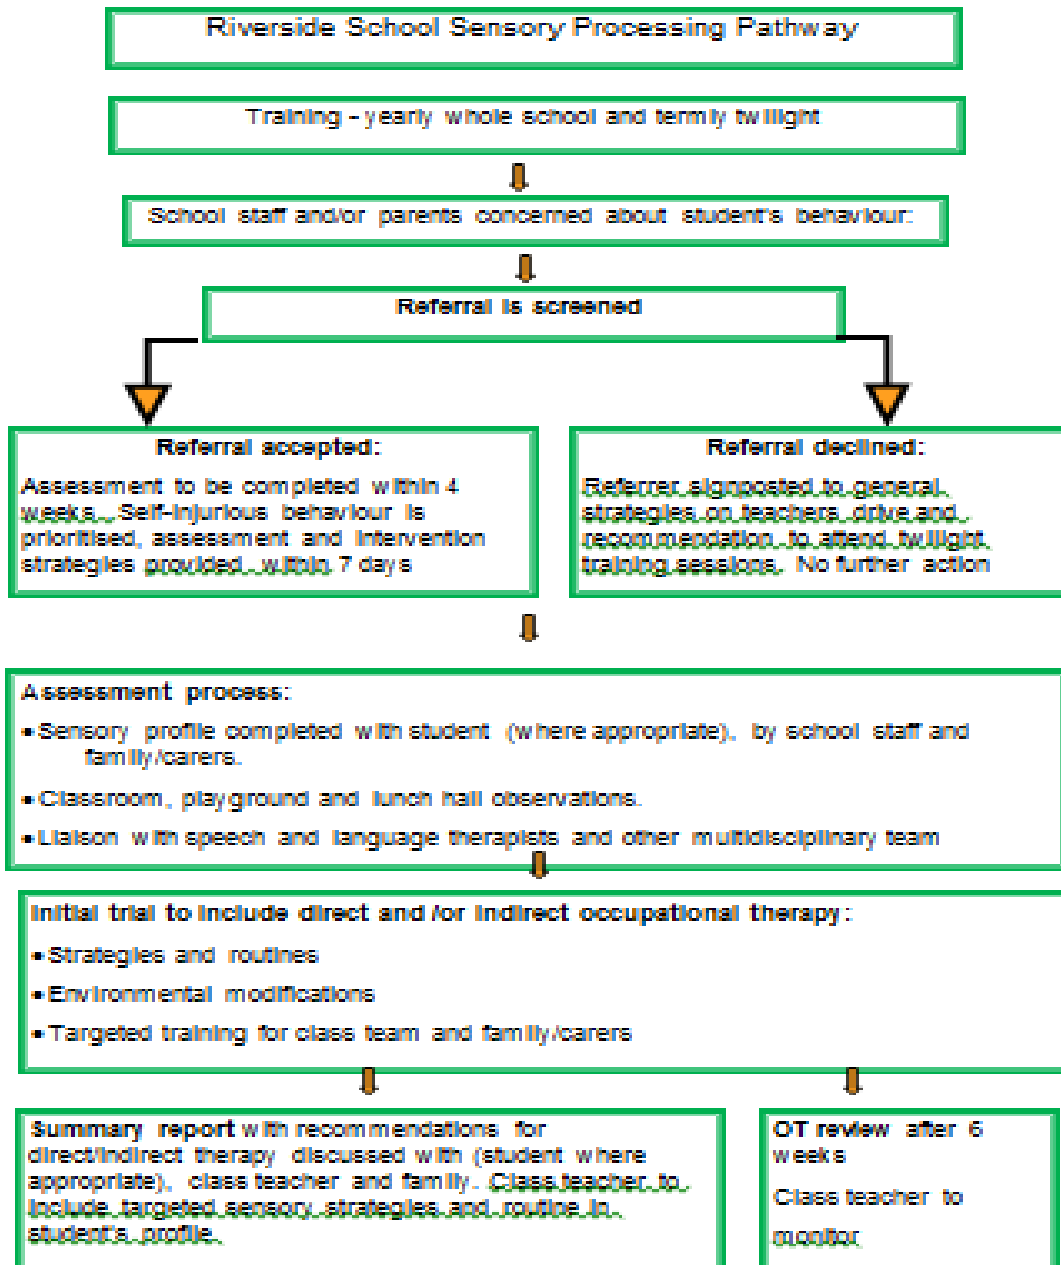 Riverside School Sensory Processing Pathway
Training - yearly whole school and termly twilight
School staff and/or parents concerned about student's behaviour:
Referral is screened
Referral accepted:
Assessment to be completed within 4
weeks. Self-injurious behaviour is
prioritised, assessment and intervention
strategies provided within 7 days
Referral declined:
Referrer signposted to general
strategies on teachers drive and
recommendation to attend twilight
training sessions. No further action
Assessment process:
•Sensory profile completed with student (where appropriate), by school staff and
family/carers.
•Classroom, playground and lunch hall observations.
•Liaison with speech and language therapists and other multidisciplinary team
Initial trial to include direct and /or indirect occupational therapy:
•Strategies and routines
•Environmental modifications
•Targeted training for class team and family/carers
Summary report with recommendations for
direct/indirect therapy discussed with (student where
appropriate), class teacher and family. Class teacher to
include targeted sensory strategies and routine in
student's profile.
OT review after 6
weeks
Class teacher to
monitor